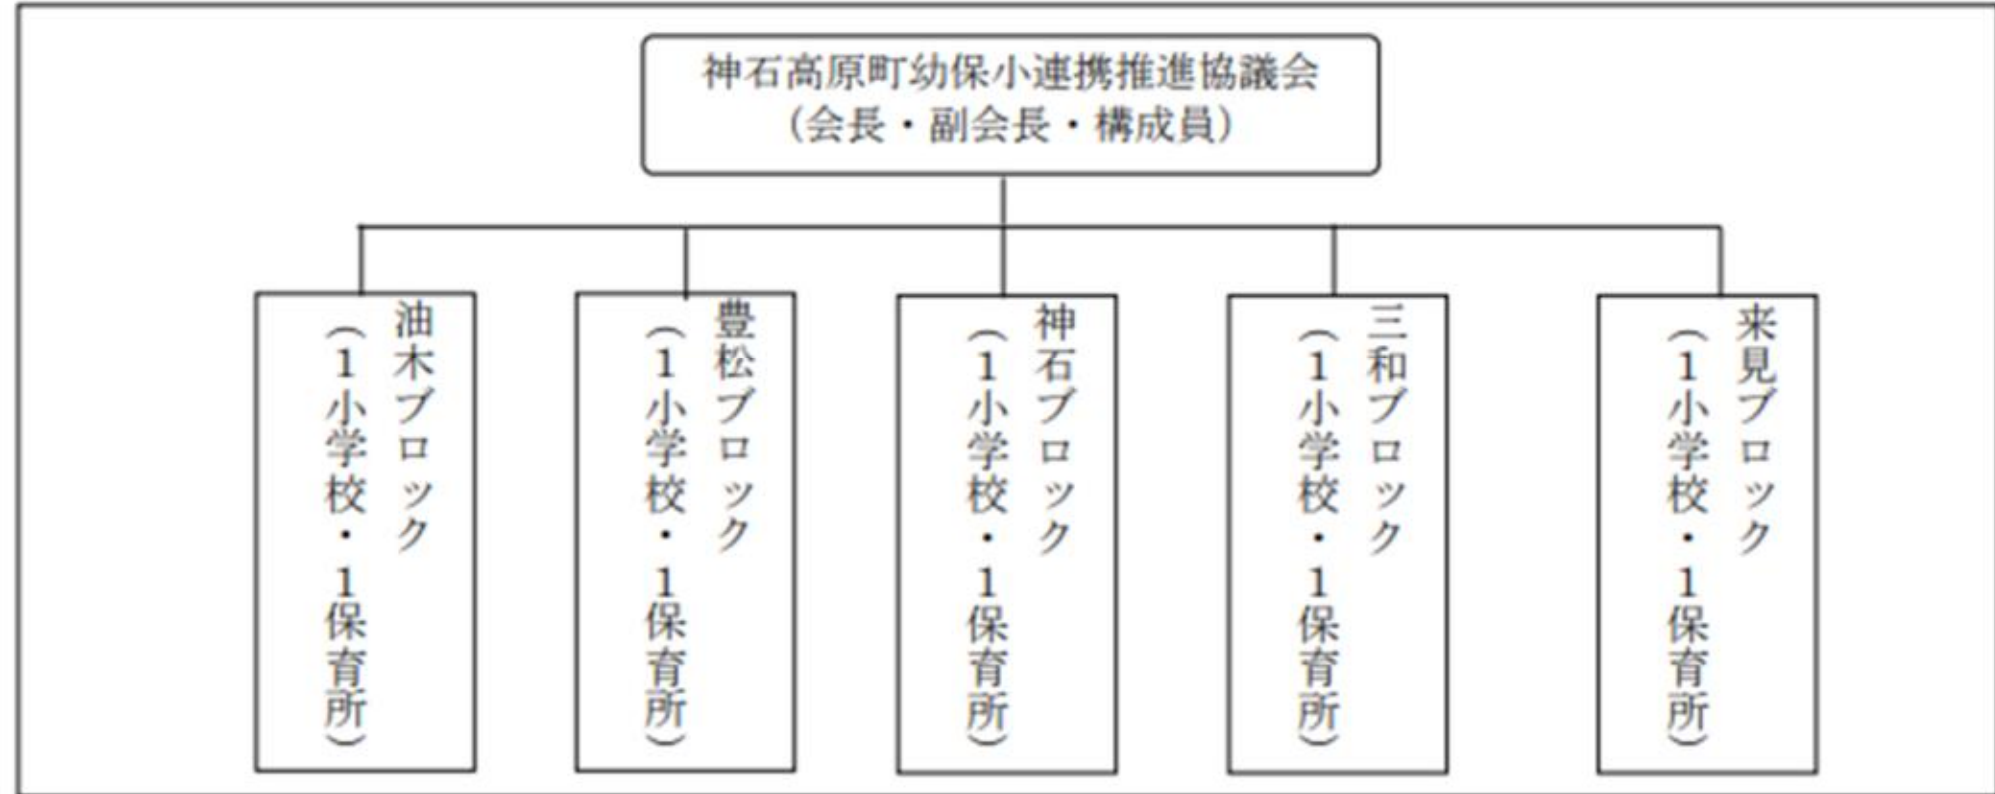 神石高原町幼保小連携推進協議会
（会長・副会長・構成員）
油木ブロック
（1小学校・1保育所）
豊松ブロック
（1小学校・1保育所）
神石ブロック
（1小学校・1保育所）
三和ブロック
（1小学校・1保育所）
来見ブロック
（1小学校・1保育所）